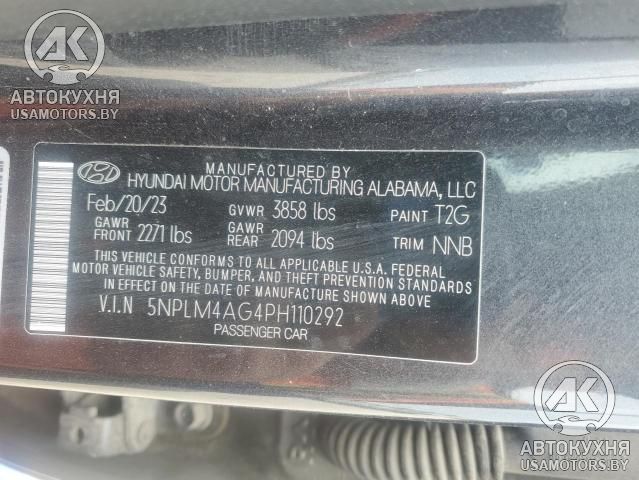 АК
АВТОКУХНЯ
USAMOTORS.BY
MANUFACTURED BY
HYUNDAI MOTOR MANUFACTURING ALABAMA, LLC
Feb/20/23 GVWR 3858 lbs PAINT T2G
GAWR FRONT 2271 lbs GAWR REAR 2094 lbs TRIM NNB
THIS VEHICLE CONFORMS TO ALL APPLICABLE U.S.A. FEDERAL
MOTOR VEHICLE SAFETY, BUMPER, AND THEFT PREVENTION STANDARDS
IN EFFECT ON THE DATE OF MANUFACTURE SHOWN ABOVE.
V.I.N 5NPLM4AG4PH110292
PASSENGER CAR
АК
АВТОКУХНЯ
USAMOTORS.BY